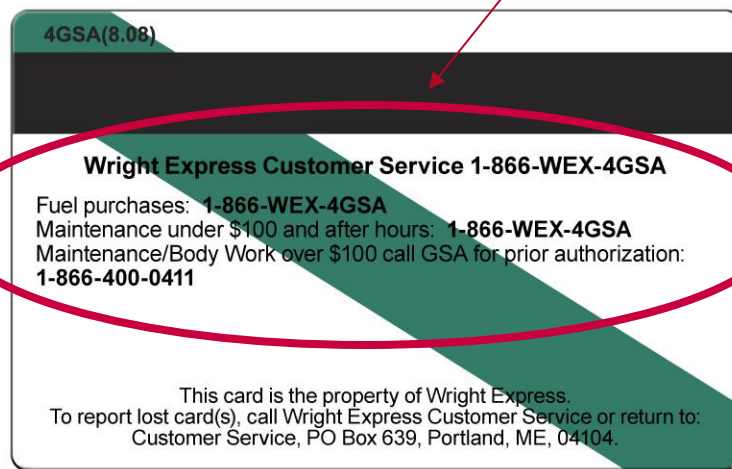 4GSA(8.08)
Wright Express Customer Service 1-866-WEX-4GSA
Fuel purchases: 1-866-WEX-4GSA
Maintenance under $100 and after hours: 1-866-WEX-4GSA
Maintenance/Body Work over $100 call GSA for prior authorization:
1-866-400-0411
This card is the property of Wright Express.
To report lost card(s), call Wright Express Customer Service or return to:
Customer Service, PO Box 639, Portland, ME, 04104.